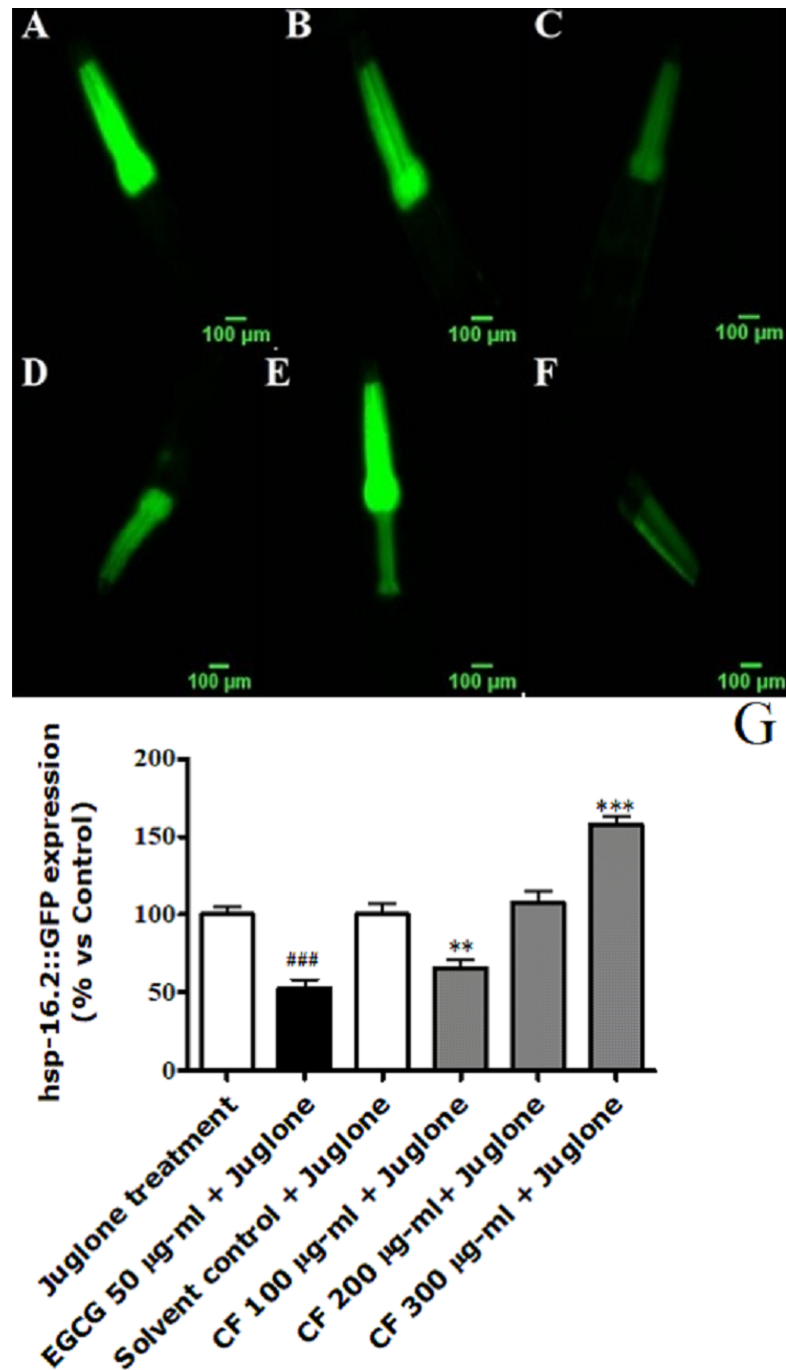 A
B
C
100 µm
100 µm
100 µm
D
E
F
100 µm
100 µm
100 µm
G
hsp-16.2::GFP expression
(% vs Control)
200
150
100
50
0
###
**
***
Juglone treatment
EGCG 50 µg-ml + Juglone
Solvent control + Juglone
CF 100 µg-ml + Juglone
CF 200 µg-ml+ Juglone
CF 300 µg-ml + Juglone